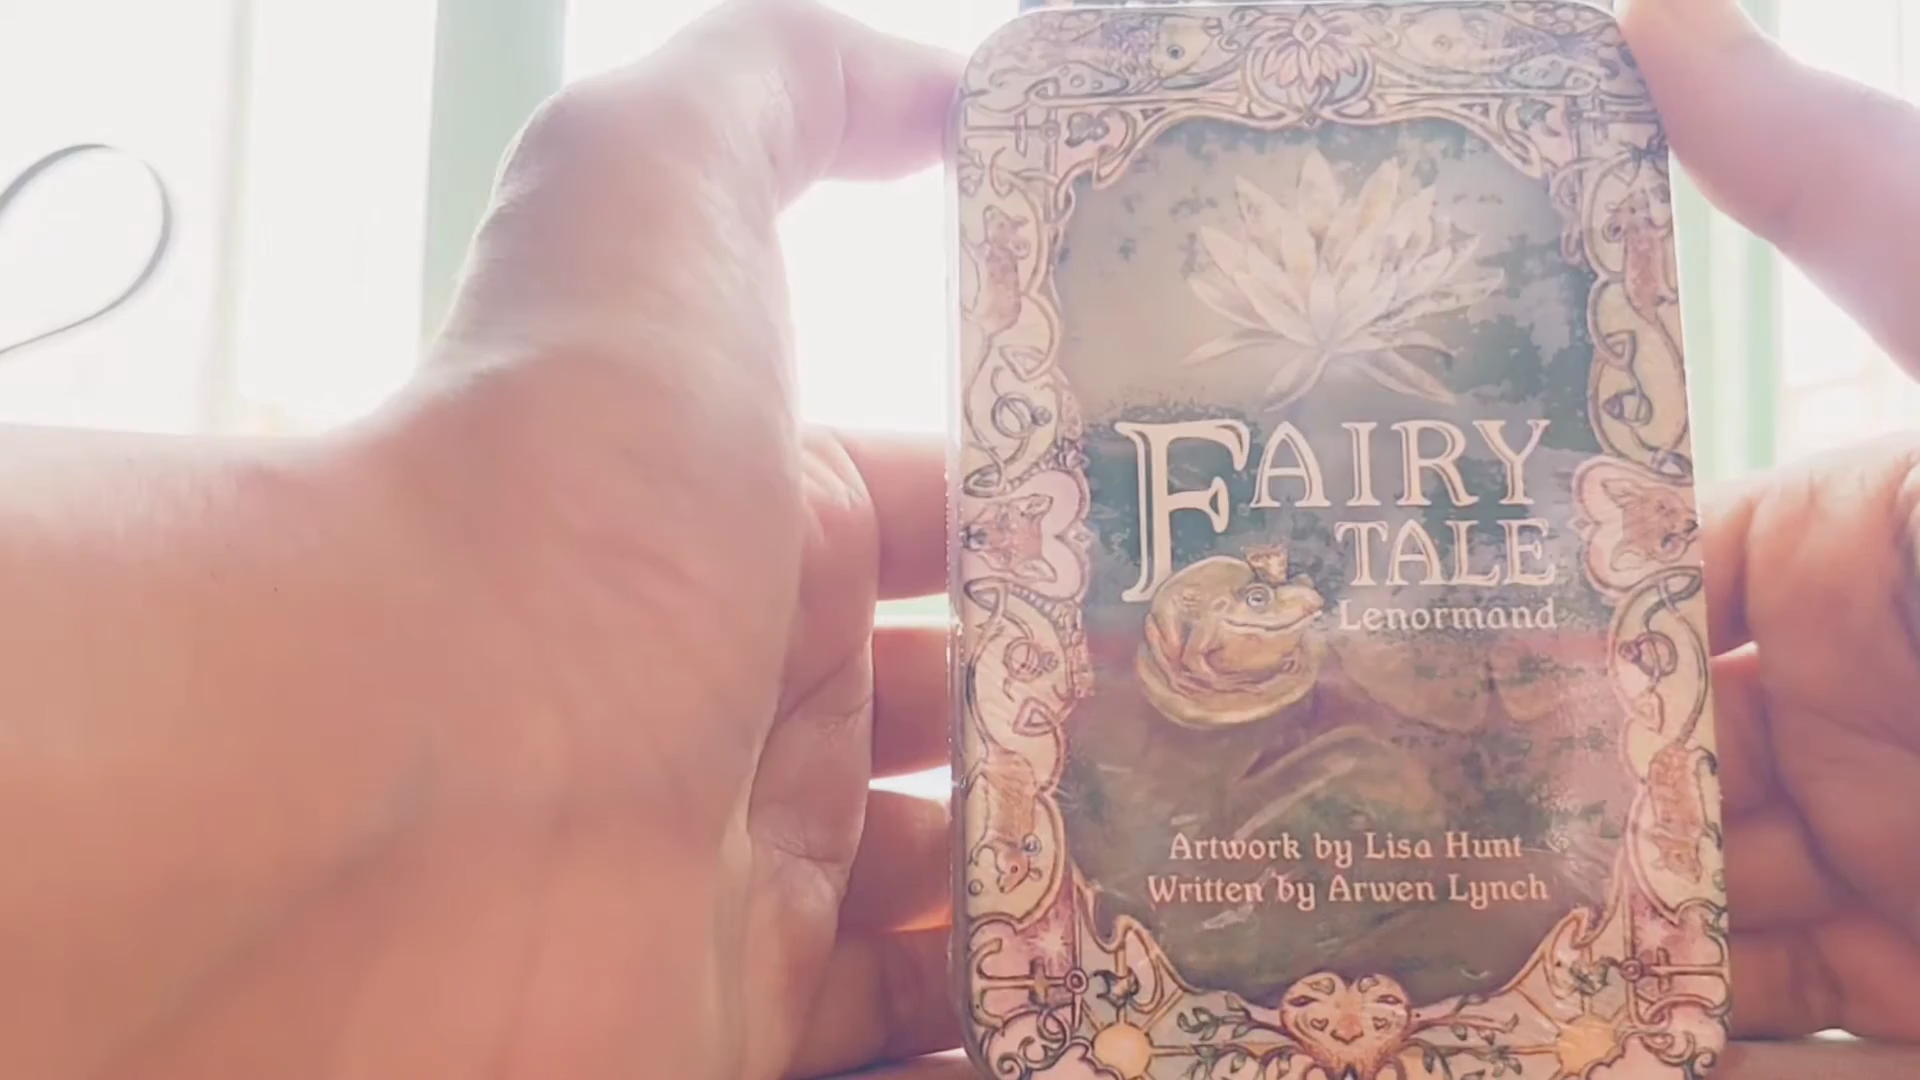 FAIRY
TALE
Lenormand
Artwork by Lisa Hunt
Written by Arwen Lynch